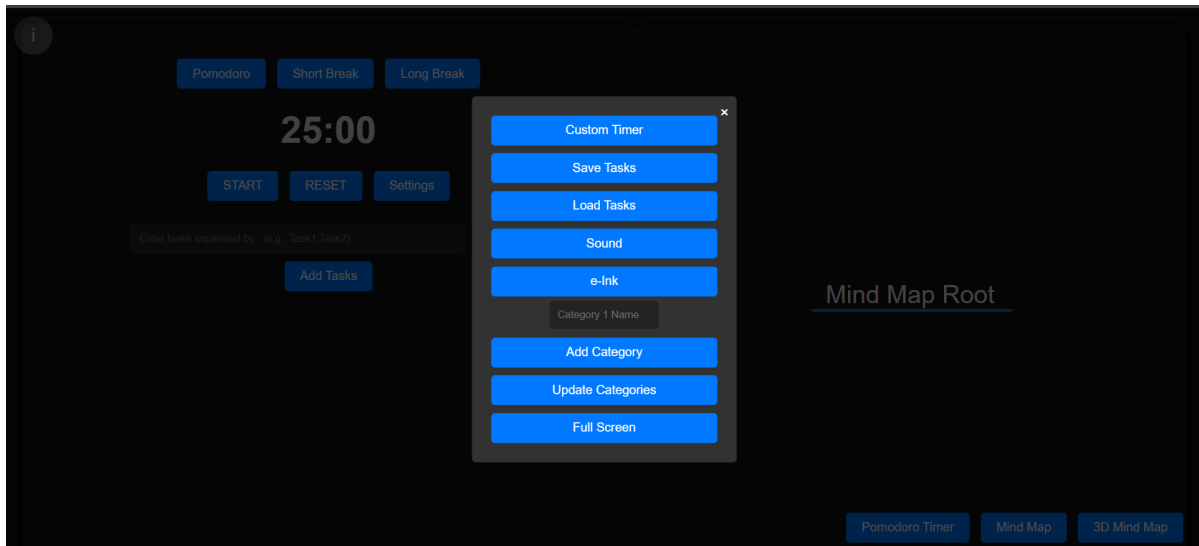 i
Pomodoro Short Break Long Break
25:00
START RESET Settings
Enter tasks separated by , (e.g., Task1,Task2)
Add Tasks
×
Custom Timer
Save Tasks
Load Tasks
Sound
e-Ink
Category 1 Name
Add Category
Update Categories
Full Screen
Mind Map Root
Pomodoro Timer Mind Map 3D Mind Map